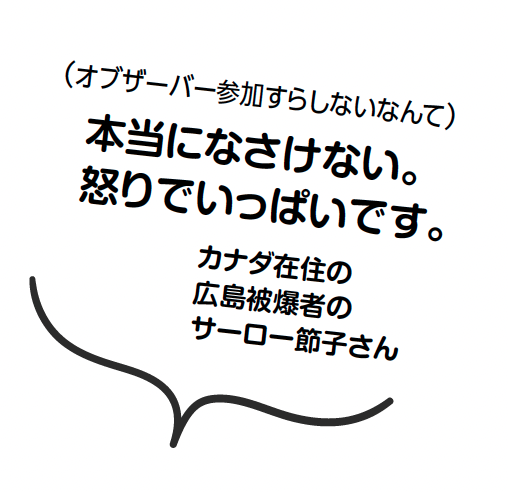 （オブザーバー参加すらしないなんて）
本当になさけない。
怒りでいっぱいです。
カナダ在住の
広島被爆者の
サーロー節子さん